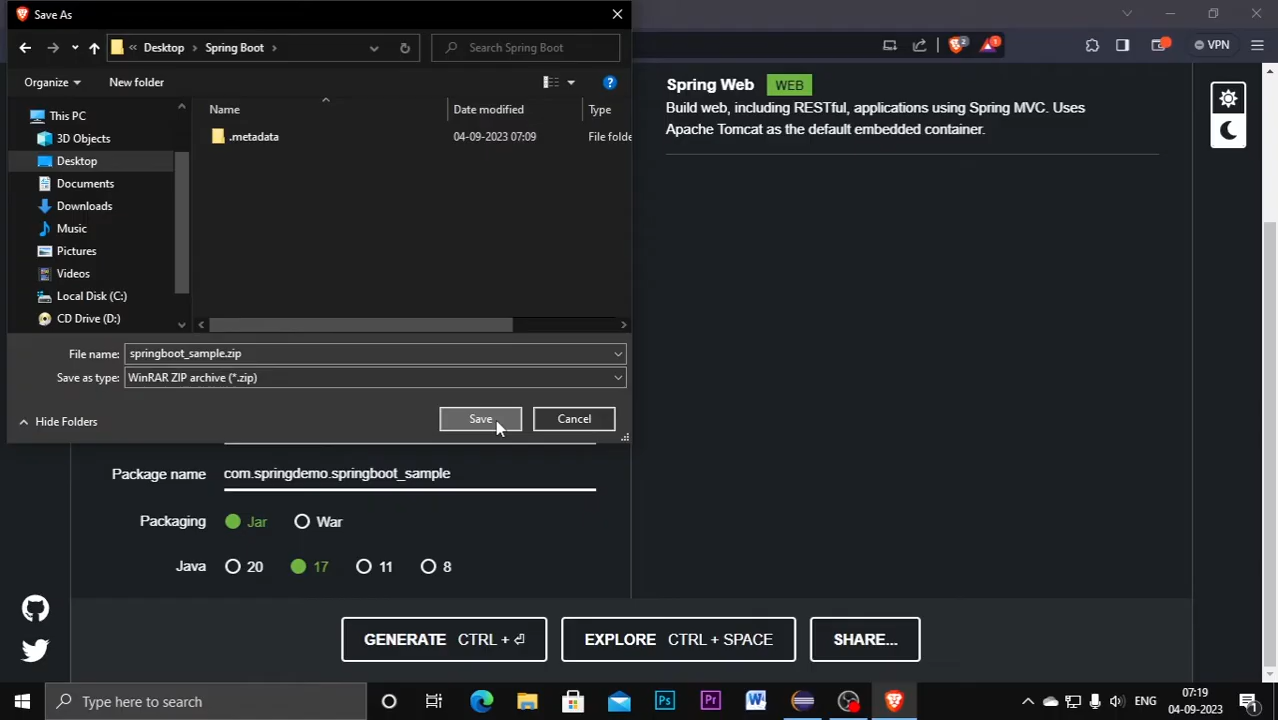 Save As
Desktop
Spring Boot
Search Spring Boot
Organize
New folder
Name
Date modified
Type
.metadata
04-09-2023 07:09
File folde
This PC
3D Objects
Desktop
Documents
Downloads
Music
Pictures
Videos
Local Disk (C:)
CD Drive (D:)
File name:
springboot_sample.zip
Save as type:
WinRAR ZIP archive (*.zip)
Hide Folders
Save
Cancel
2
1
VPN
Spring Web
WEB
Build web, including RESTful, applications using Spring MVC. Uses
Apache Tomcat as the default embedded container.
Package name
com.springdemo.springboot_sample
Packaging
Jar
War
Java
20
17
11
8
GENERATE CTRL + ⏎
EXPLORE CTRL + SPACE
SHARE...
Type here to search
Ps
Pr
W
ENG
07:19
04-09-2023
1